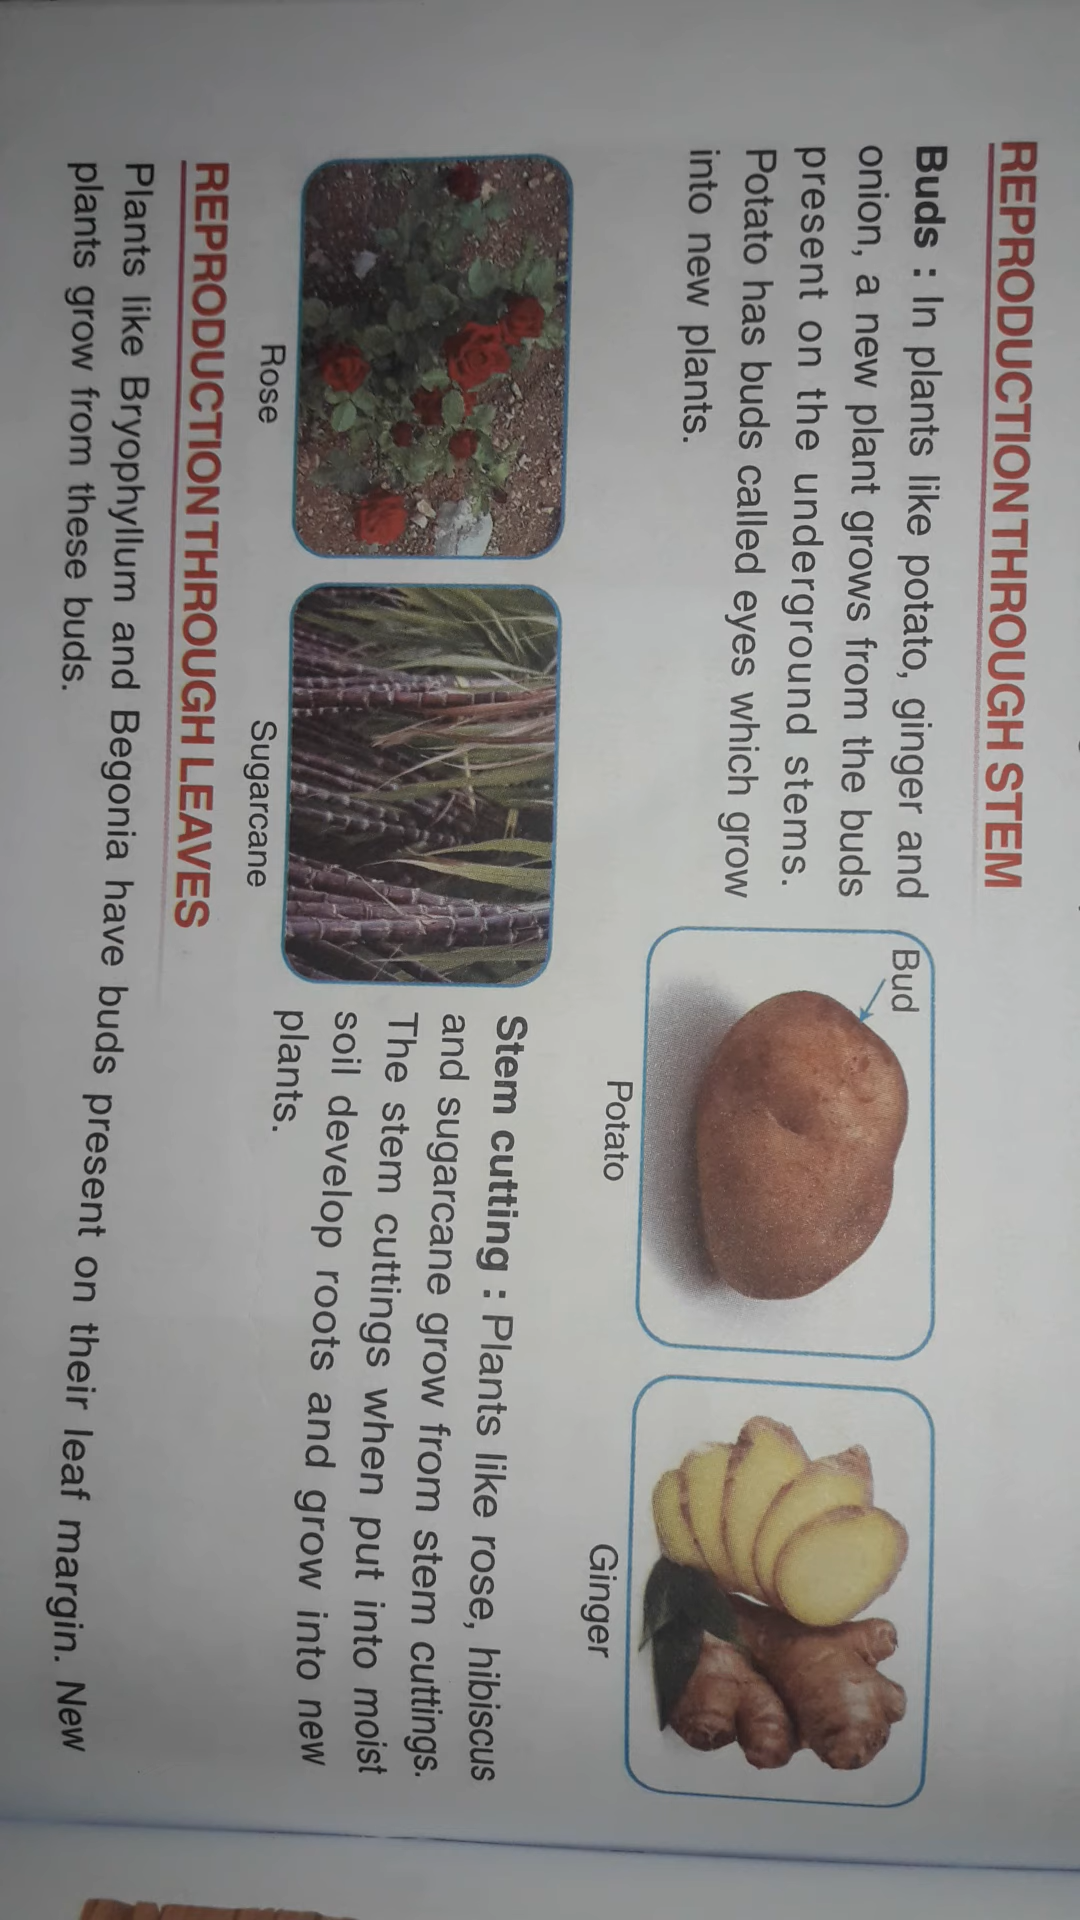 REPRODUCTION THROUGH STEM
Buds : In plants like potato, ginger and
onion, a new plant grows from the buds
present on the underground stems.
Potato has buds called eyes which grow
into new plants.
Bud
Potato
Ginger
Rose
Sugarcane
Stem cutting : Plants like rose, hibiscus
and sugarcane grow from stem cuttings.
The stem cuttings when put into moist
soil develop roots and grow into new
plants.
REPRODUCTION THROUGH LEAVES
Plants like Bryophyllum and Begonia have buds present on their leaf margin. New
plants grow from these buds.